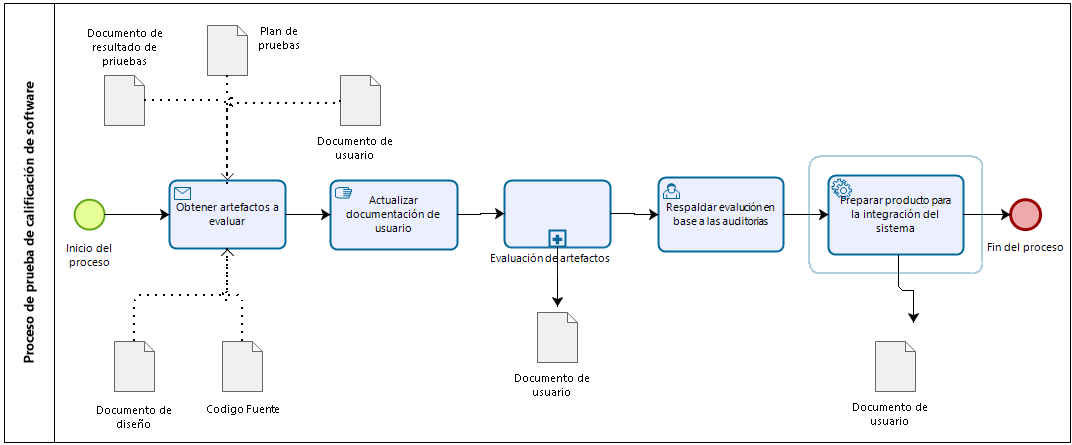 Proceso de prueba de calificación de software
Documento de
resultado de
priuebas
Plan de
pruebas
Documento de
usuario
Inicio del
proceso
Obtener artefactos a
evaluar
Actualizar
documentación de
usuario
Evaluación de artefactos
Respaldar evalución en
base a las auditorias
Preparar producto para
la integración del
sistema
Fin del proceso
Documento de
diseño
Codigo Fuente
Documento de
usuario
Documento de
usuario